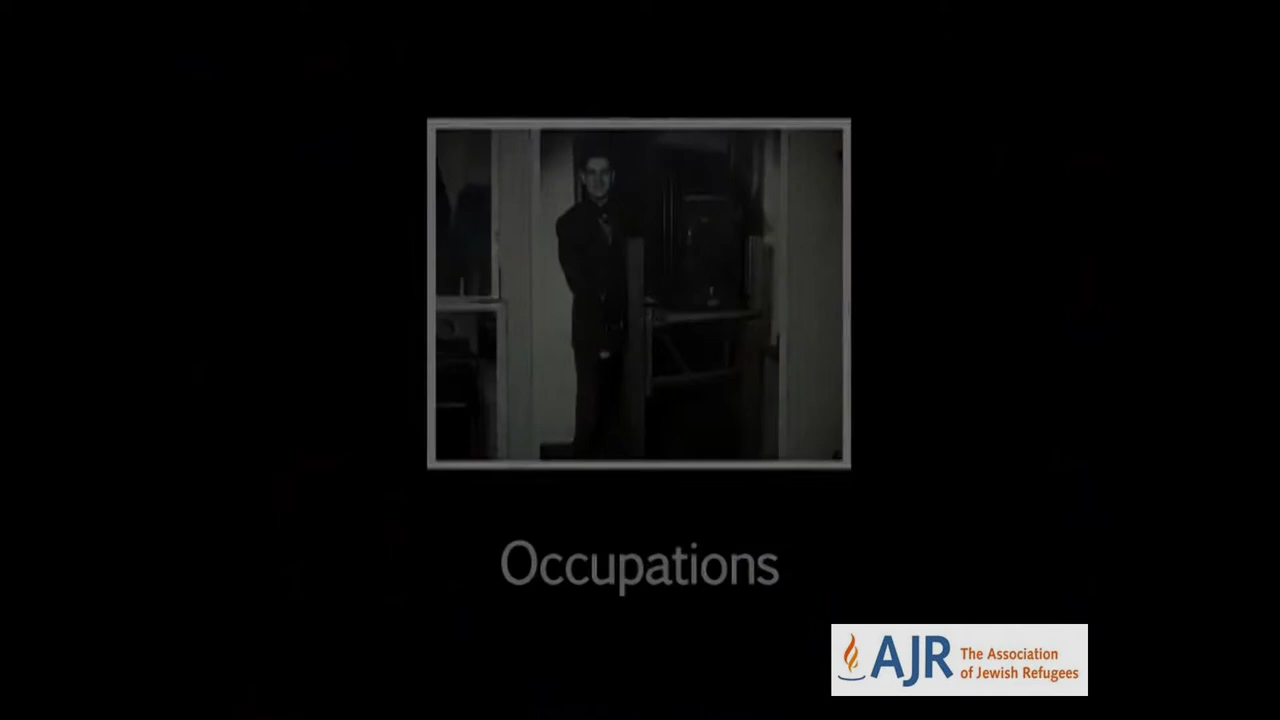 Occupations
AJR
The Association
of Jewish Refugees